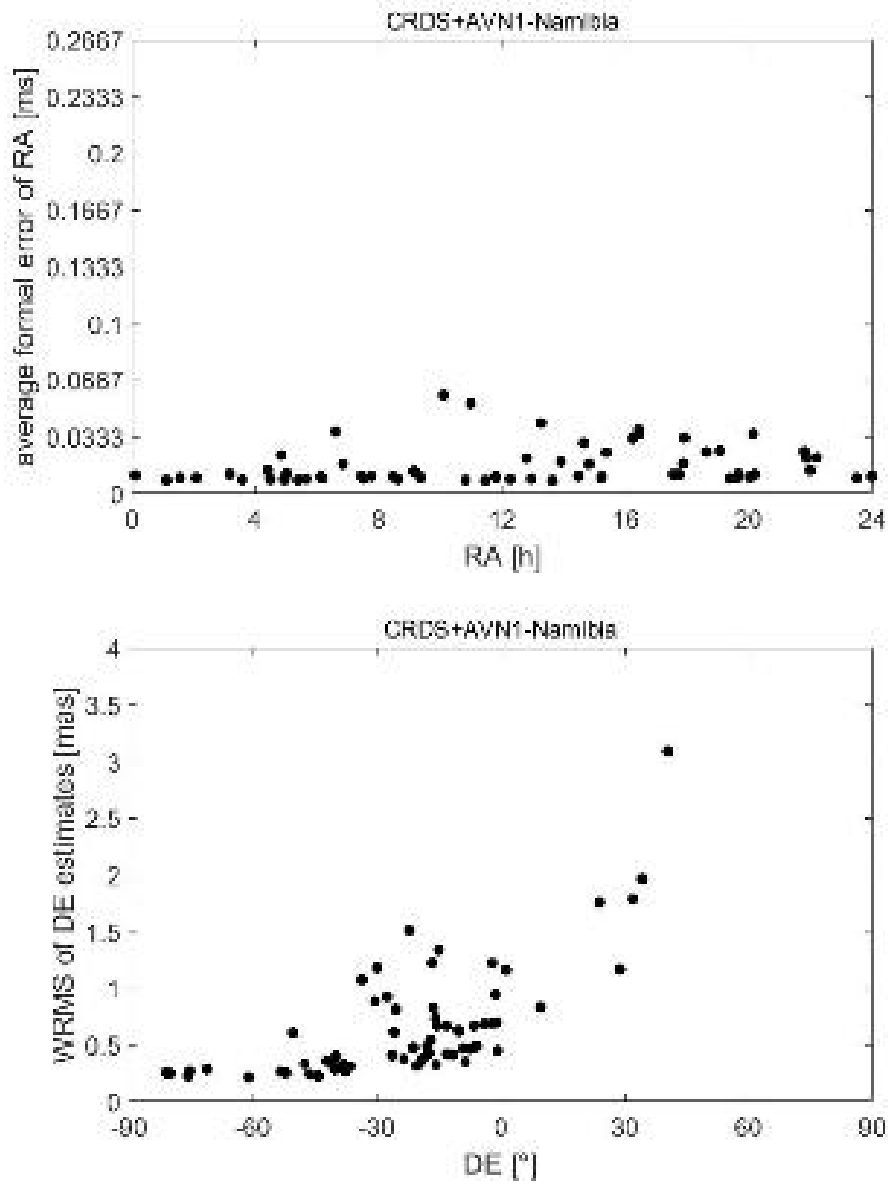 CRDS+AVN1-Namibia
average formal error of RA [ms]
0.2667
0.2333
0.2
0.1667
0.1333
0.1
0.0667
0.0333
0
0 4 8 12 16 20 24
RA [h]
CRDS+AVN1-Namibia
WRMS of DE estimates [mas]
4
3.5
3
2.5
2
1.5
1
0.5
0
-90 -60 -30 0 30 60 90
DE [°]